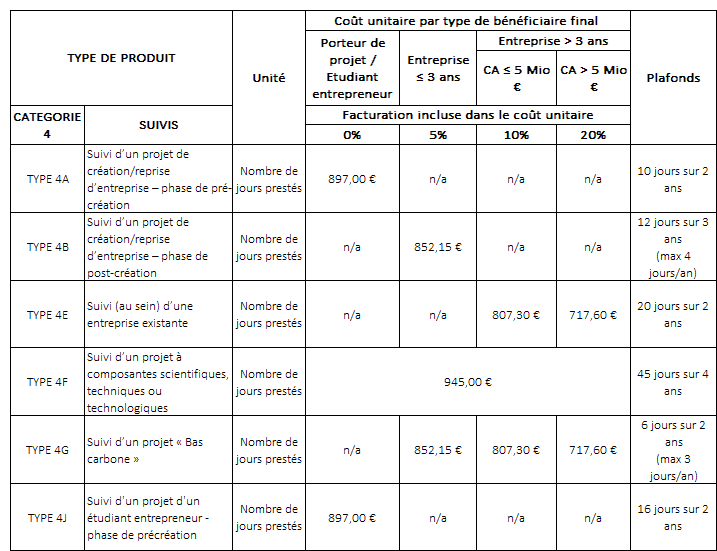 Coût unitaire par type de bénéficiaire final
TYPE DE PRODUIT
Unité
Porteur de
projet /
Etudiant
entrepreneur
Entreprise
≤ 3 ans
Entreprise > 3 ans
CA ≤ 5 Mio
€
CA > 5 Mio
€
Plafonds
CATEGORIE
4
SUIVIS
Facturation incluse dans le coût unitaire
0% 5% 10% 20%
TYPE 4A
Suivi d’un projet de
création/reprise
d’entreprise – phase de pré-
création
Nombre de
jours prestés
897,00 € n/a n/a n/a
10 jours sur 2
ans
TYPE 4B
Suivi d’un projet de
création/reprise
d’entreprise – phase de
post-création
Nombre de
jours prestés
n/a 852,15 € n/a n/a
12 jours sur 3
ans
(max 4
jours/an)
TYPE 4E
Suivi (au sein) d’une
entreprise existante
Nombre de
jours prestés
n/a n/a 807,30 € 717,60 €
20 jours sur 2
ans
TYPE 4F
Suivi d’un projet à
composantes scientifiques,
techniques ou
technologiques
Nombre de
jours prestés
945,00 €
45 jours sur 4
ans
TYPE 4G
Suivi d’un projet « Bas
carbone »
Nombre de
jours prestés
n/a 852,15 € 807,30 € 717,60 €
6 jours sur 2
ans
(max 3
jours/an)
TYPE 4J
Suivi d'un projet d'un
étudiant entrepreneur -
phase de précréation
Nombre de
jours prestés
897,00 € n/a n/a n/a
16 jours sur 2
ans